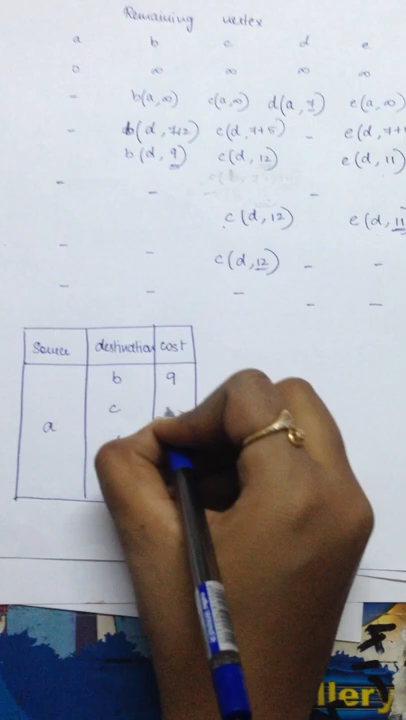 Remaining vertex
a b c d e
0 ∞ ∞ ∞ ∞
- b(a,∞) c(a,∞) d(a,7) e(a,∞)
- b(d,7+2) c(d,7+5) - e(d,7+
b(d,9) c(d,12) e(d,11)
- - -
c(d,12) e(d,11
- - c(d,12) - -
- - - - -
Source destination cost
b 9
c
a
llery